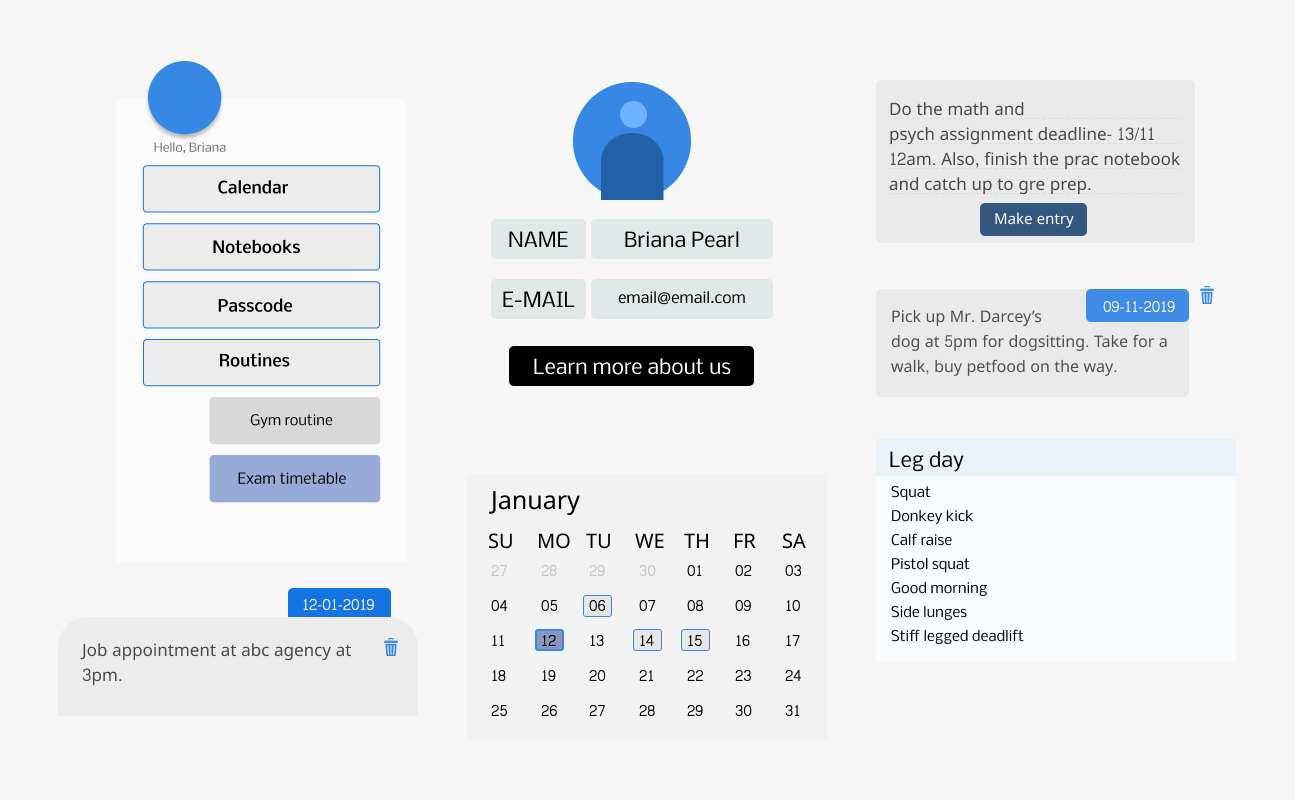 Hello, Briana
Calendar
Notebooks
Passcode
Routines
Gym routine
Exam timetable
12-01-2019
Job appointment at abc agency at
3pm.
NAME
Briana Pearl
E-MAIL
email@email.com
Learn more about us
January
SU MO TU WE TH FR SA
27 28 29 30 01 02 03
04 05 06 07 08 09 10
11 12 13 14 15 16 17
18 19 20 21 22 23 24
25 26 27 28 29 30 31
Do the math and
psych assignment deadline- 13/11
12am. Also, finish the prac notebook
and catch up to gre prep.
Make entry
09-11-2019
Pick up Mr. Darcey’s
dog at 5pm for dogsitting. Take for a
walk, buy petfood on the way.
Leg day
Squat
Donkey kick
Calf raise
Pistol squat
Good morning
Side lunges
Stiff legged deadlift